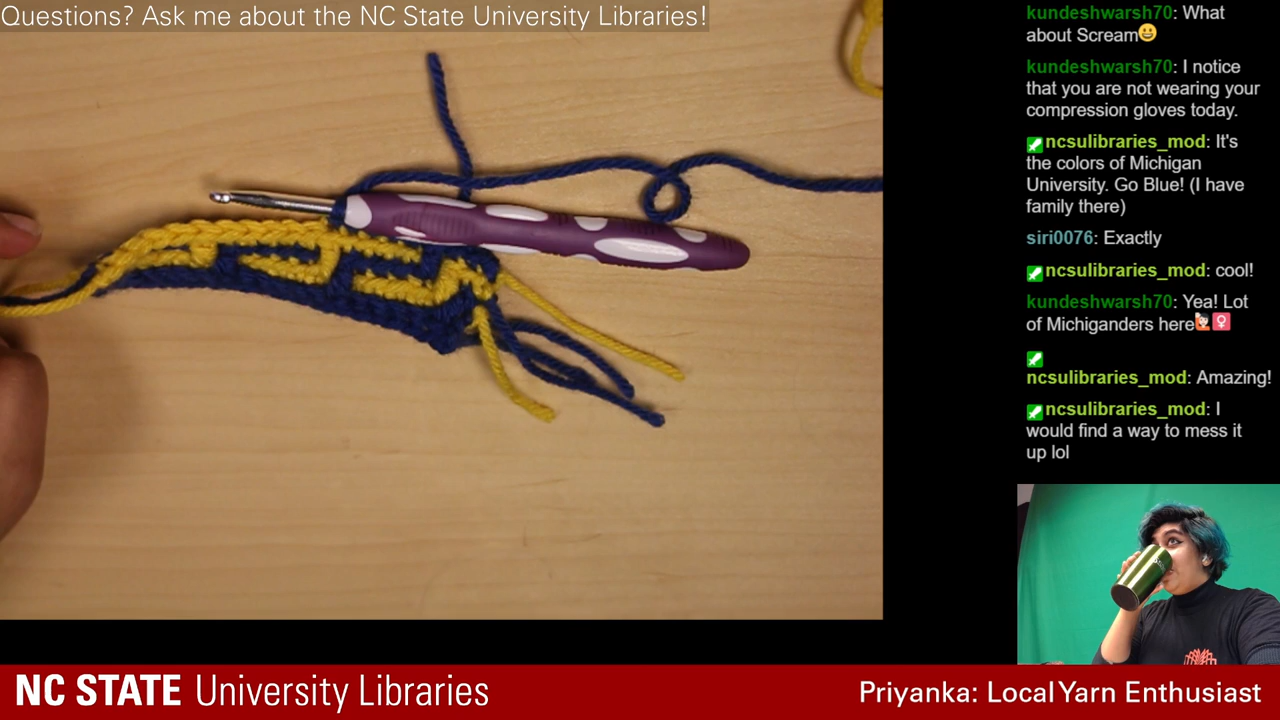 Questions? Ask me about the NC State University Libraries!
kundeshwarsh70: What
about Scream😀
kundeshwarsh70: I notice
that you are not wearing your
compression gloves today.
ncsulibraries_mod: It's
the colors of Michigan
University. Go Blue! (I have
family there)
siri0076: Exactly
ncsulibraries_mod: cool!
kundeshwarsh70: Yea! Lot
of Michiganders here🙋🏻♀
ncsulibraries_mod: Amazing!
ncsulibraries_mod: I
would find a way to mess it
up lol
NC STATE University Libraries
Priyanka: Local Yarn Enthusiast